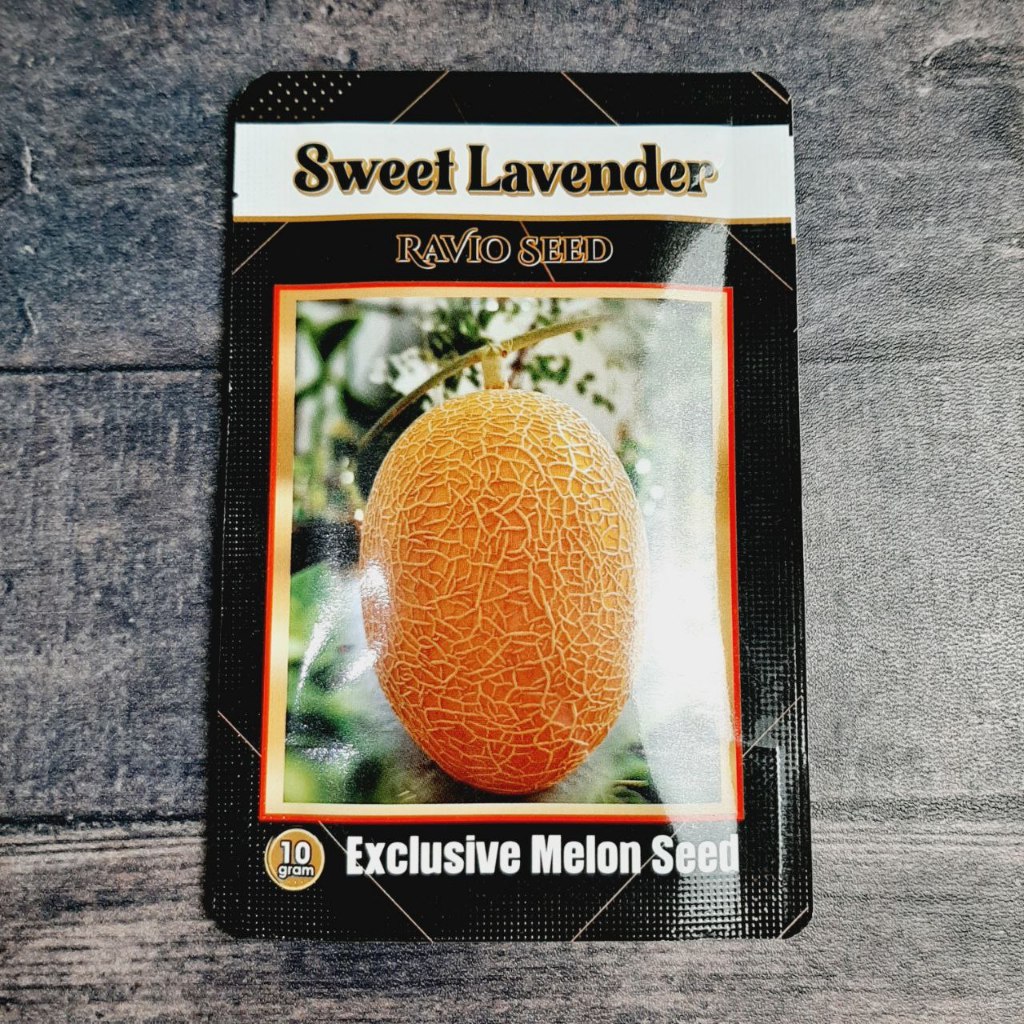 Sweet Lavender
RAVIO SEED
10
gram
Exclusive Melon Seed